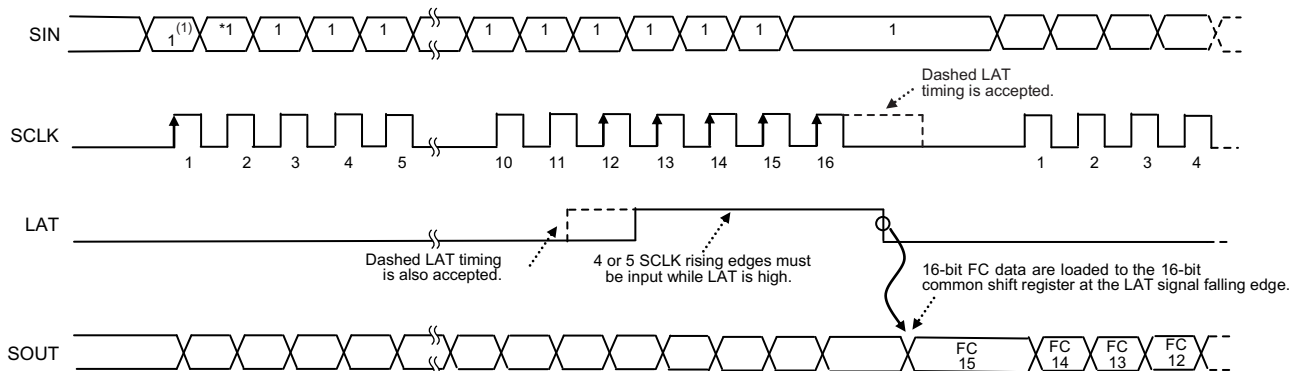 SIN
1(1) *1 1 1 1 1 1 1 1 1 1 1
Dashed LAT
timing is accepted.
SCLK
1 2 3 4 5 10 11 12 13 14 15 16 1 2 3 4
LAT
Dashed LAT timing
is also accepted.
4 or 5 SCLK rising edges must
be input while LAT is high.
16-bit FC data are loaded to the 16-bit
common shift register at the LAT signal falling edge.
SOUT
FC
15
FC
14
FC
13
FC
12